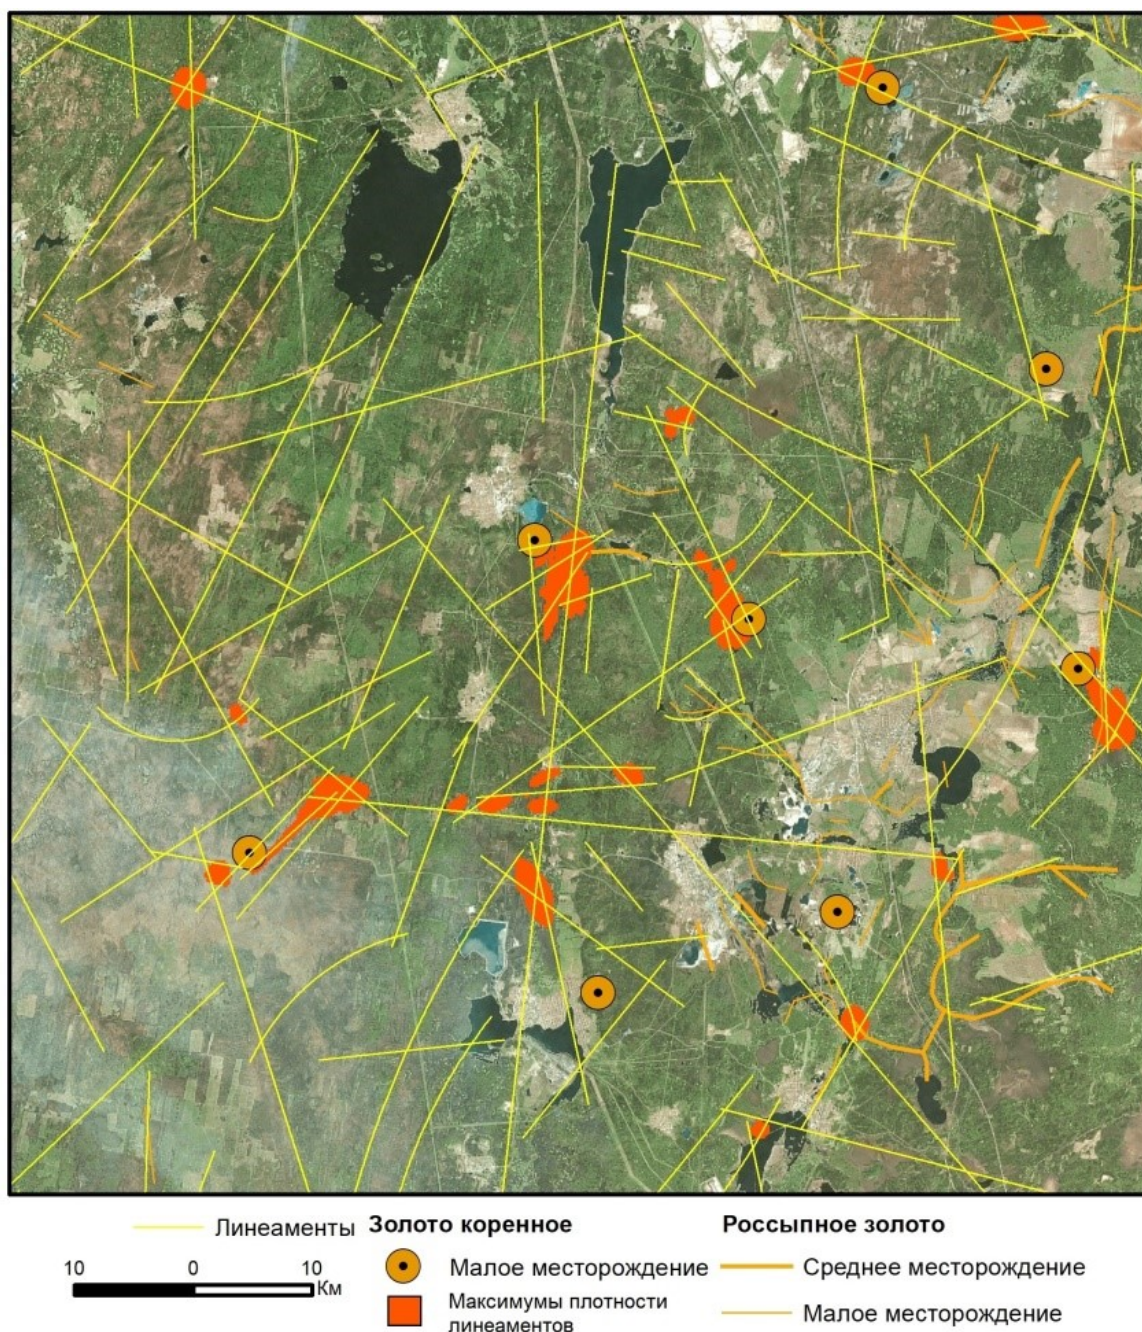 Линеаменты
10 0 10 Км
Золото коренное
Малое месторождение
Максимумы плотности
линеаментов
Россыпное золото
Среднее месторождение
Малое месторождение